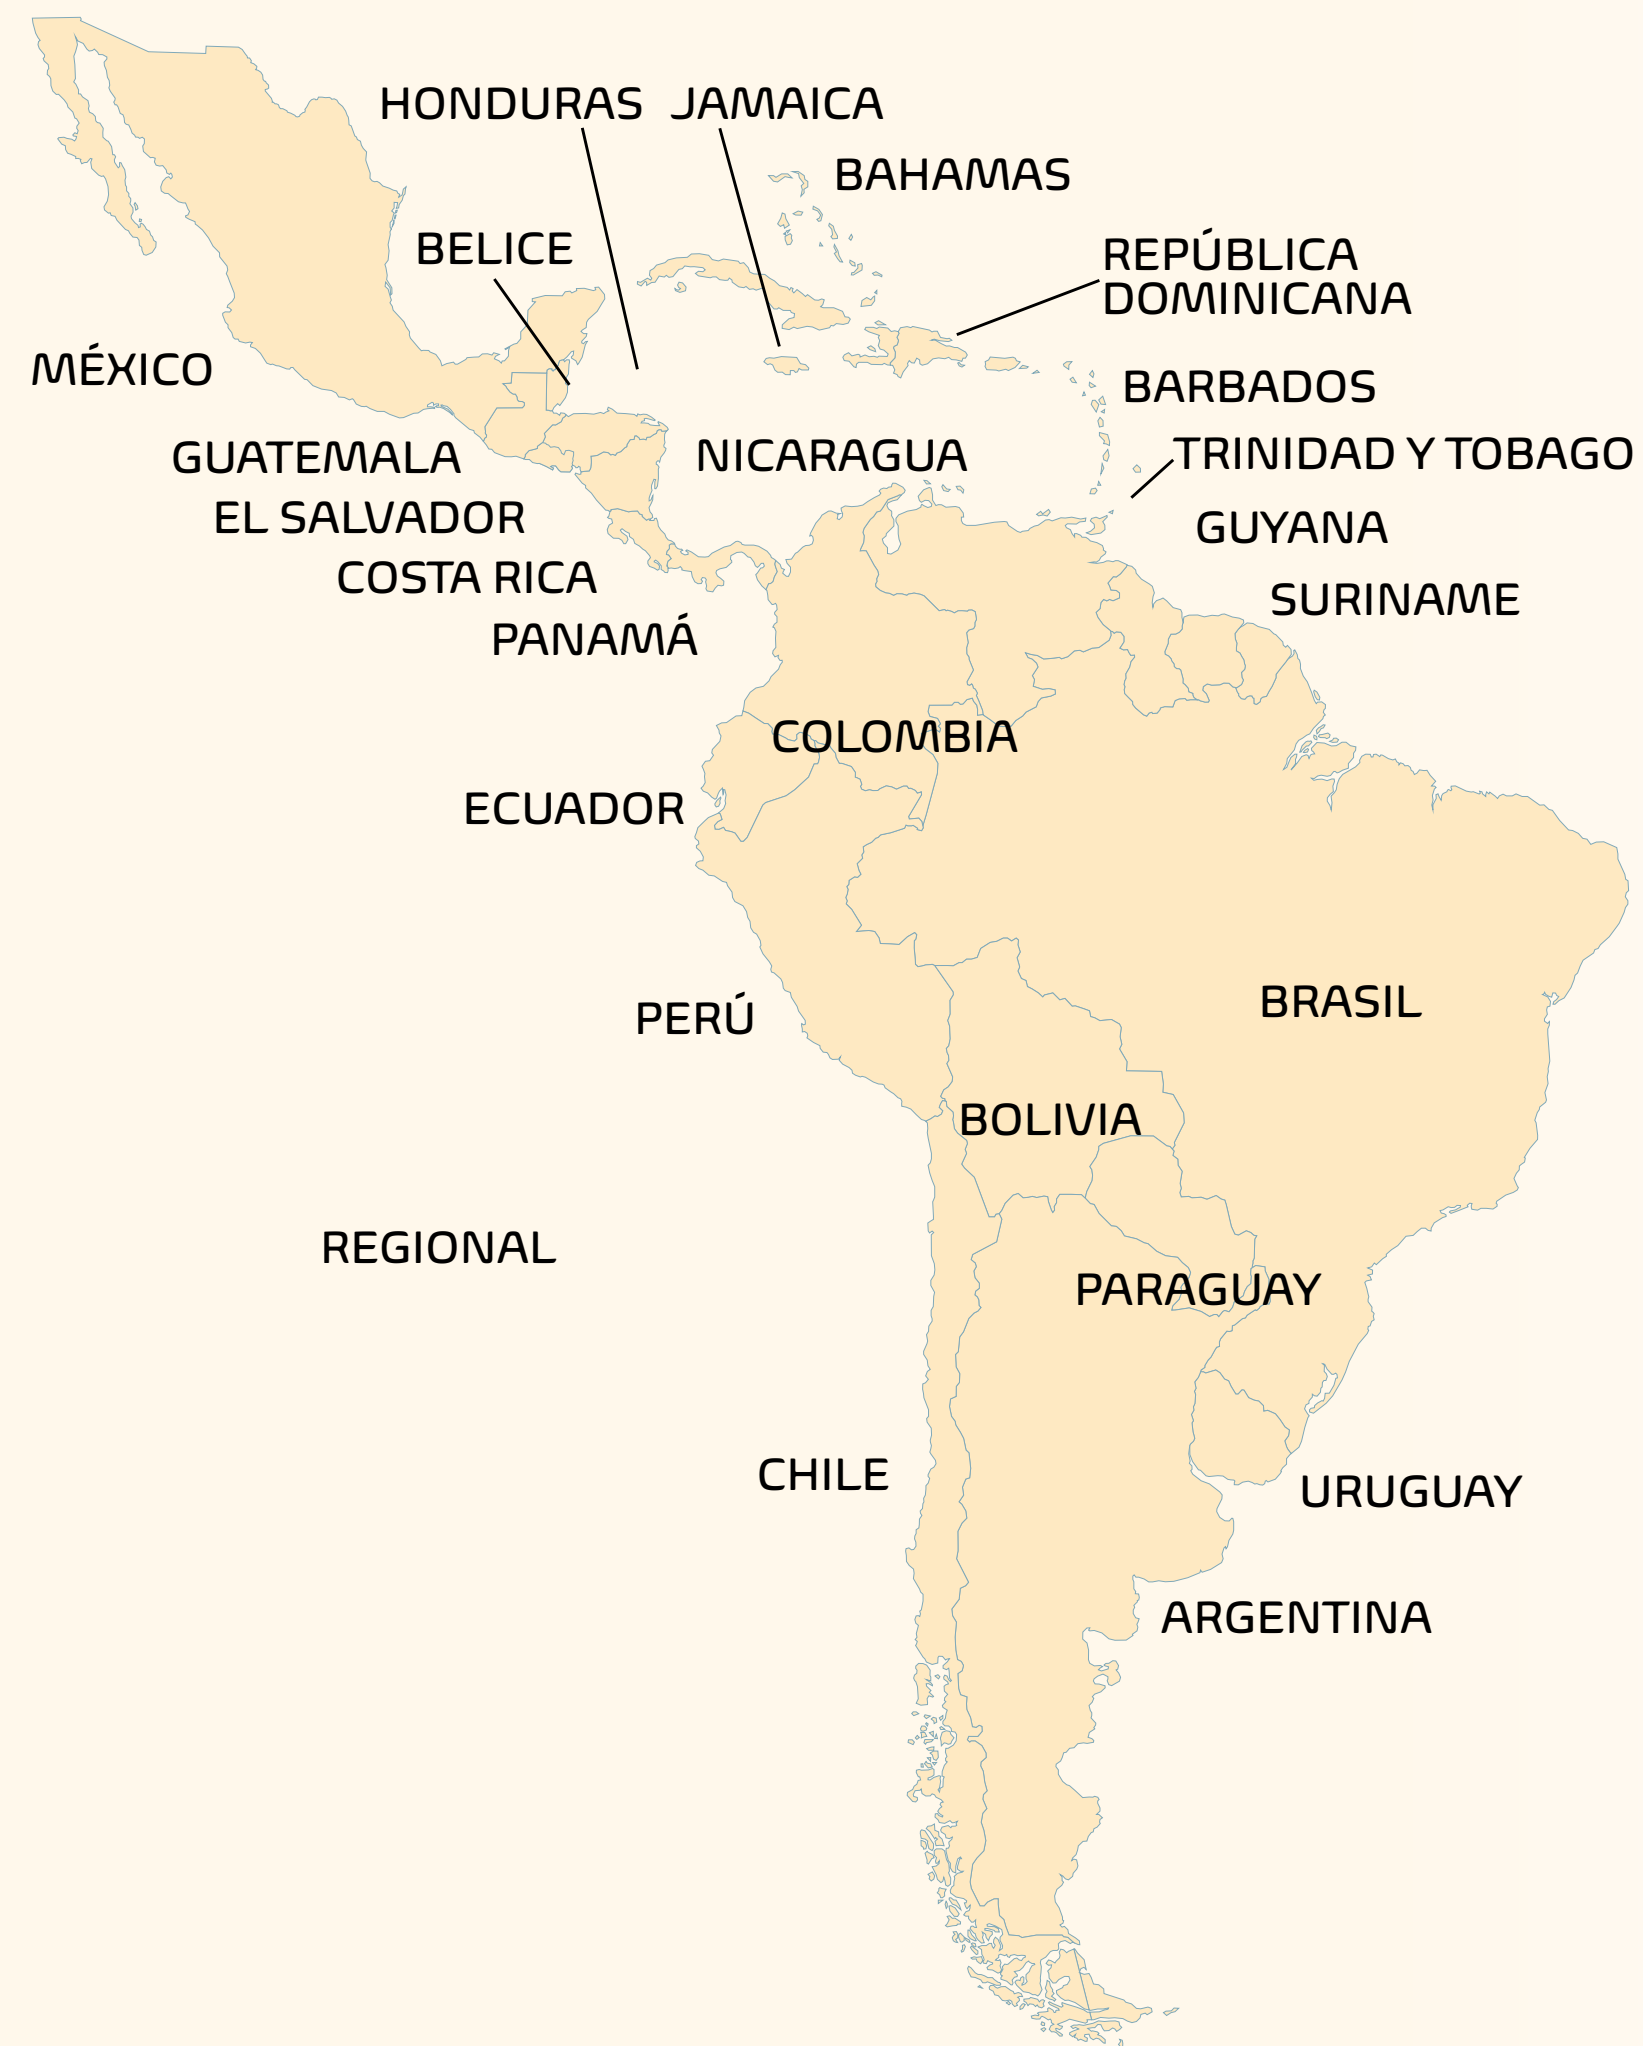 HONDURAS
JAMAICA
BAHAMAS
BELICE
REPÚBLICA
DOMINICANA
MÉXICO
BARBADOS
GUATEMALA
NICARAGUA
TRINIDAD Y TOBAGO
EL SALVADOR
GUYANA
COSTA RICA
SURINAME
PANAMÁ
COLOMBIA
ECUADOR
BRASIL
PERÚ
BOLIVIA
REGIONAL
PARAGUAY
CHILE
URUGUAY
ARGENTINA